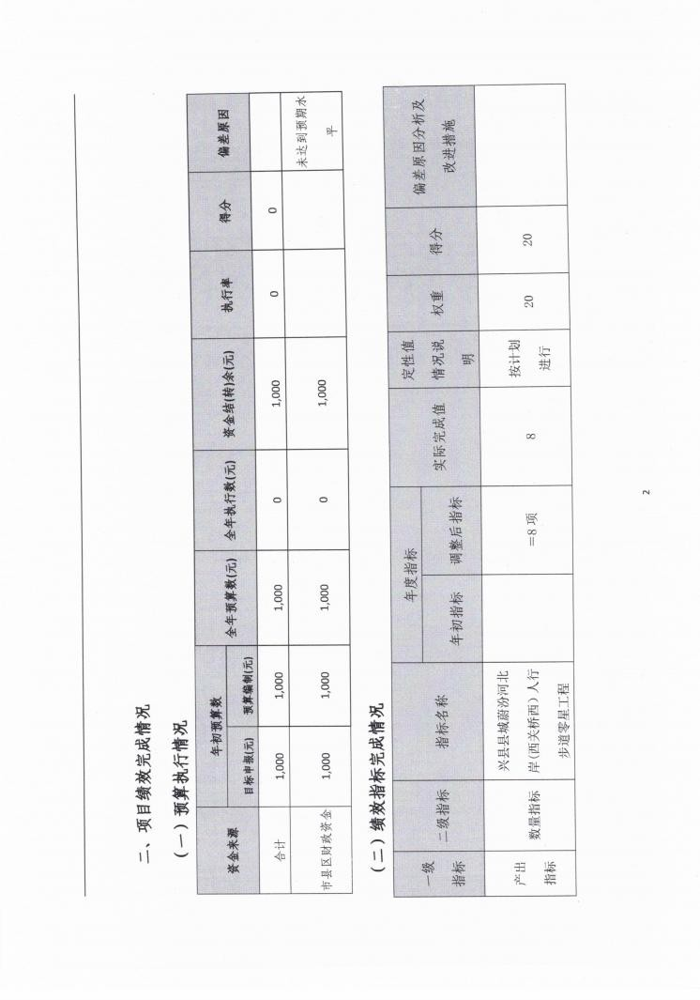 二、项目绩效完成情况
（一）预算执行情况
资金来源 年初预算数 全年预算数(元) 全年执行数(元) 资金结(转)余(元) 执行率 得分 偏差原因
目标申报(元) 预算编制(元)
合计 1,000 1,000 1,000 0 1,000 0 0
市县区财政资金 1,000 1,000 1,000 0 1,000 未达到预期水
平
（二）绩效指标完成情况
一级
指标
二级指标
指标名称
年度指标
年初指标 调整后指标
实际完成值
定性值
情况说
明
权重
得分
偏差原因分析及
改进措施
产出
指标
数量指标
兴县县城蔚汾河北
岸(西关桥西)人行
步道零星工程
=8 项
8
按计划
进行
20
20
2